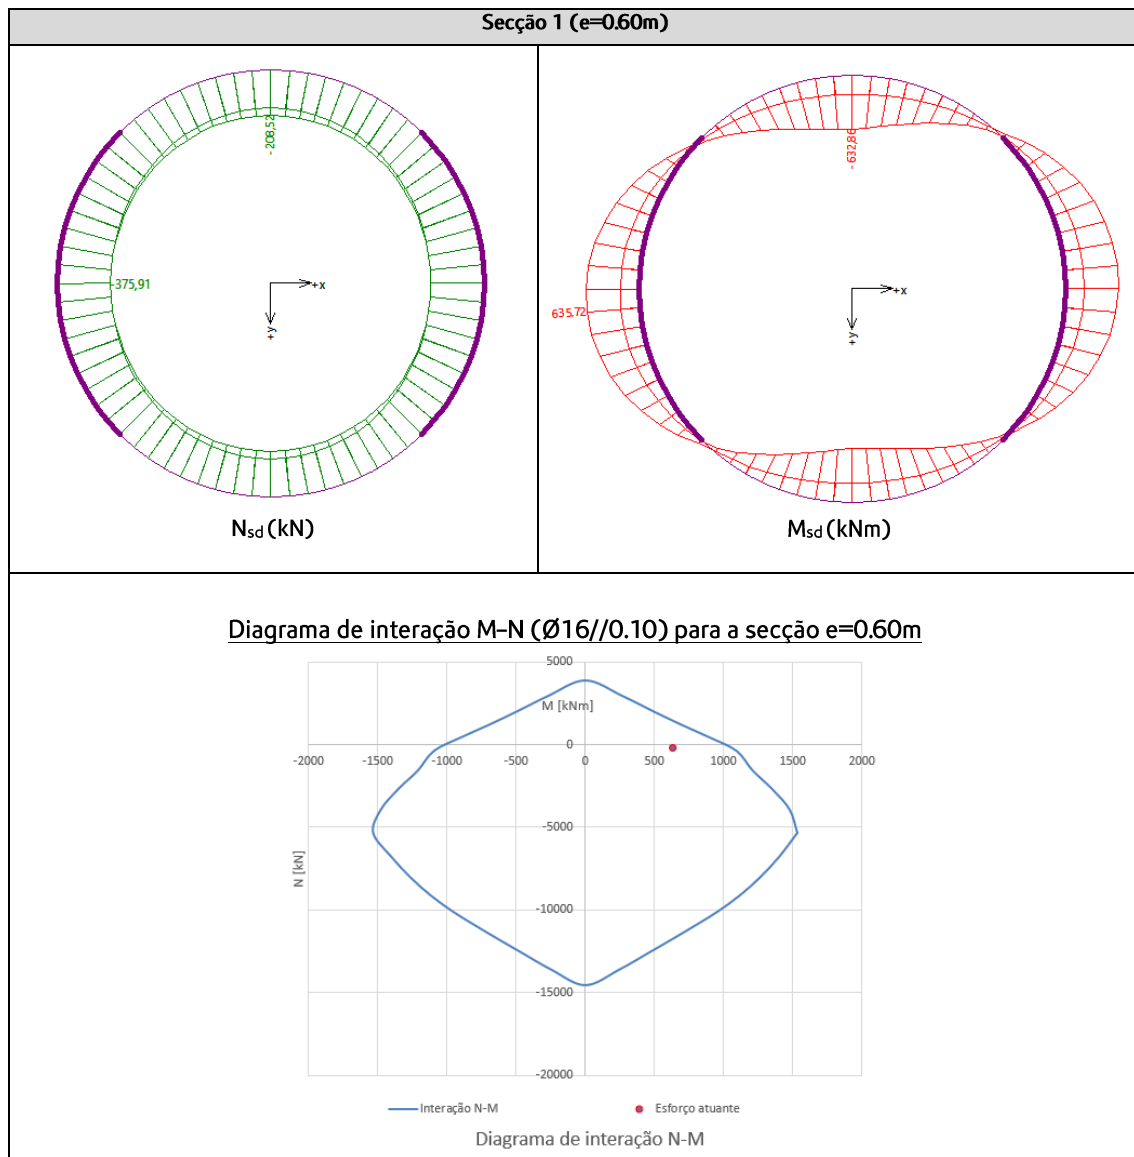 Secção 1 (e=0.60m)
-208,52
-375,91
+x
+y
Nsd (kN)
-632,86
635,72
+x
+y
Msd (kNm)
Diagrama de interação M-N (Ø16//0.10) para a secção e=0.60m
5000
M [kNm]
0
-2000 -1500 -1000 -500 0 500 1000 1500 2000
-5000
N [kN]
-10000
-15000
-20000
Interação N-M Esforço atuante
Diagrama de interação N-M